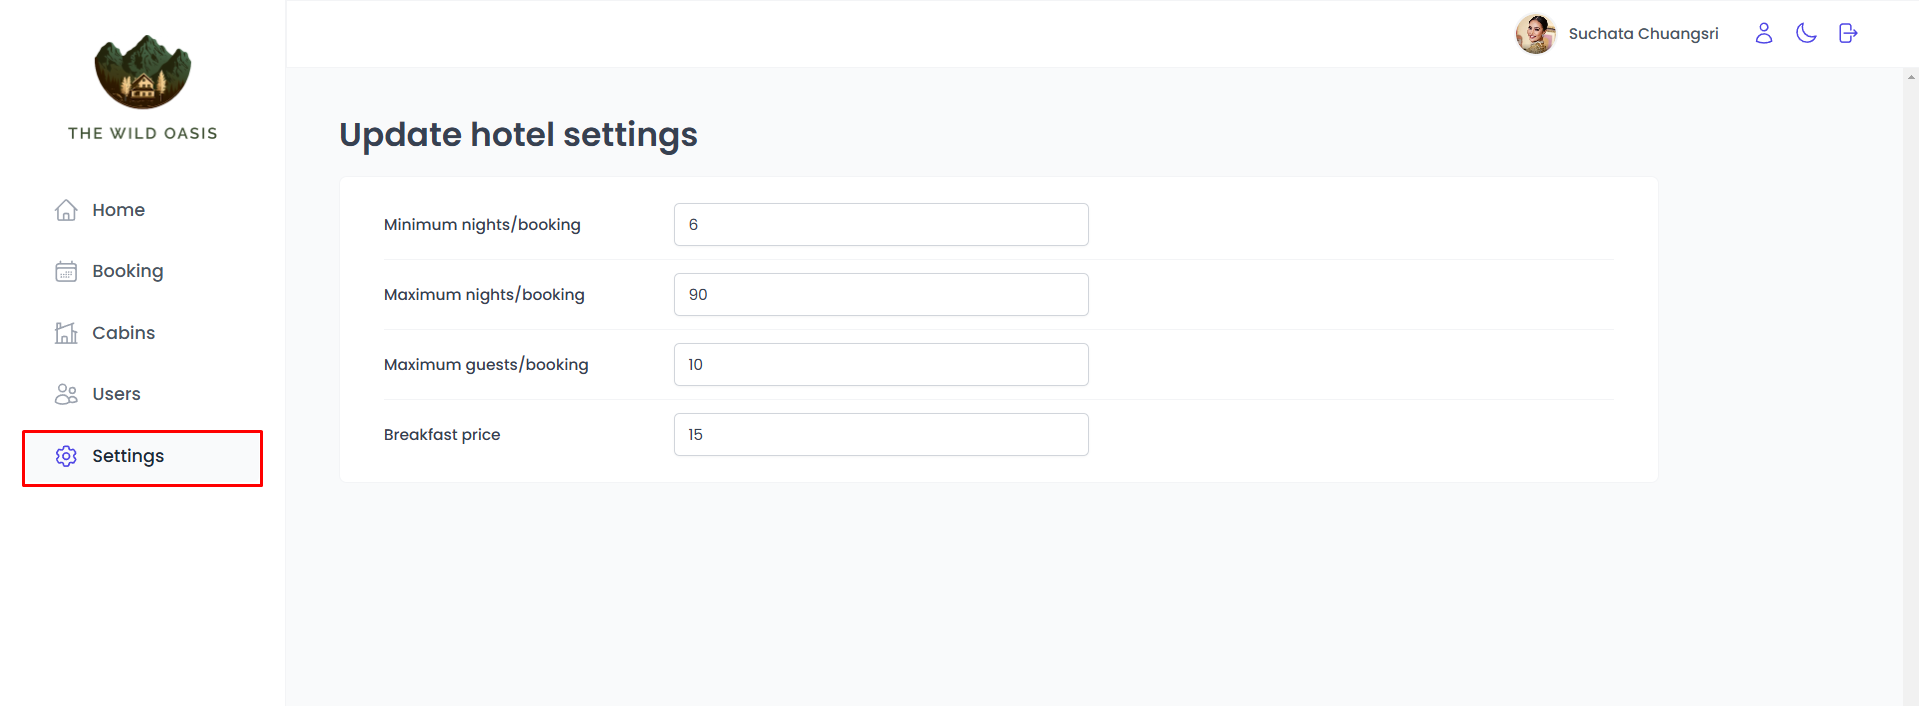 THE WILD OASIS
Suchata Chuangsri
Home
Booking
Cabins
Users
Settings
Update hotel settings
Minimum nights/booking 6
Maximum nights/booking 90
Maximum guests/booking 10
Breakfast price 15